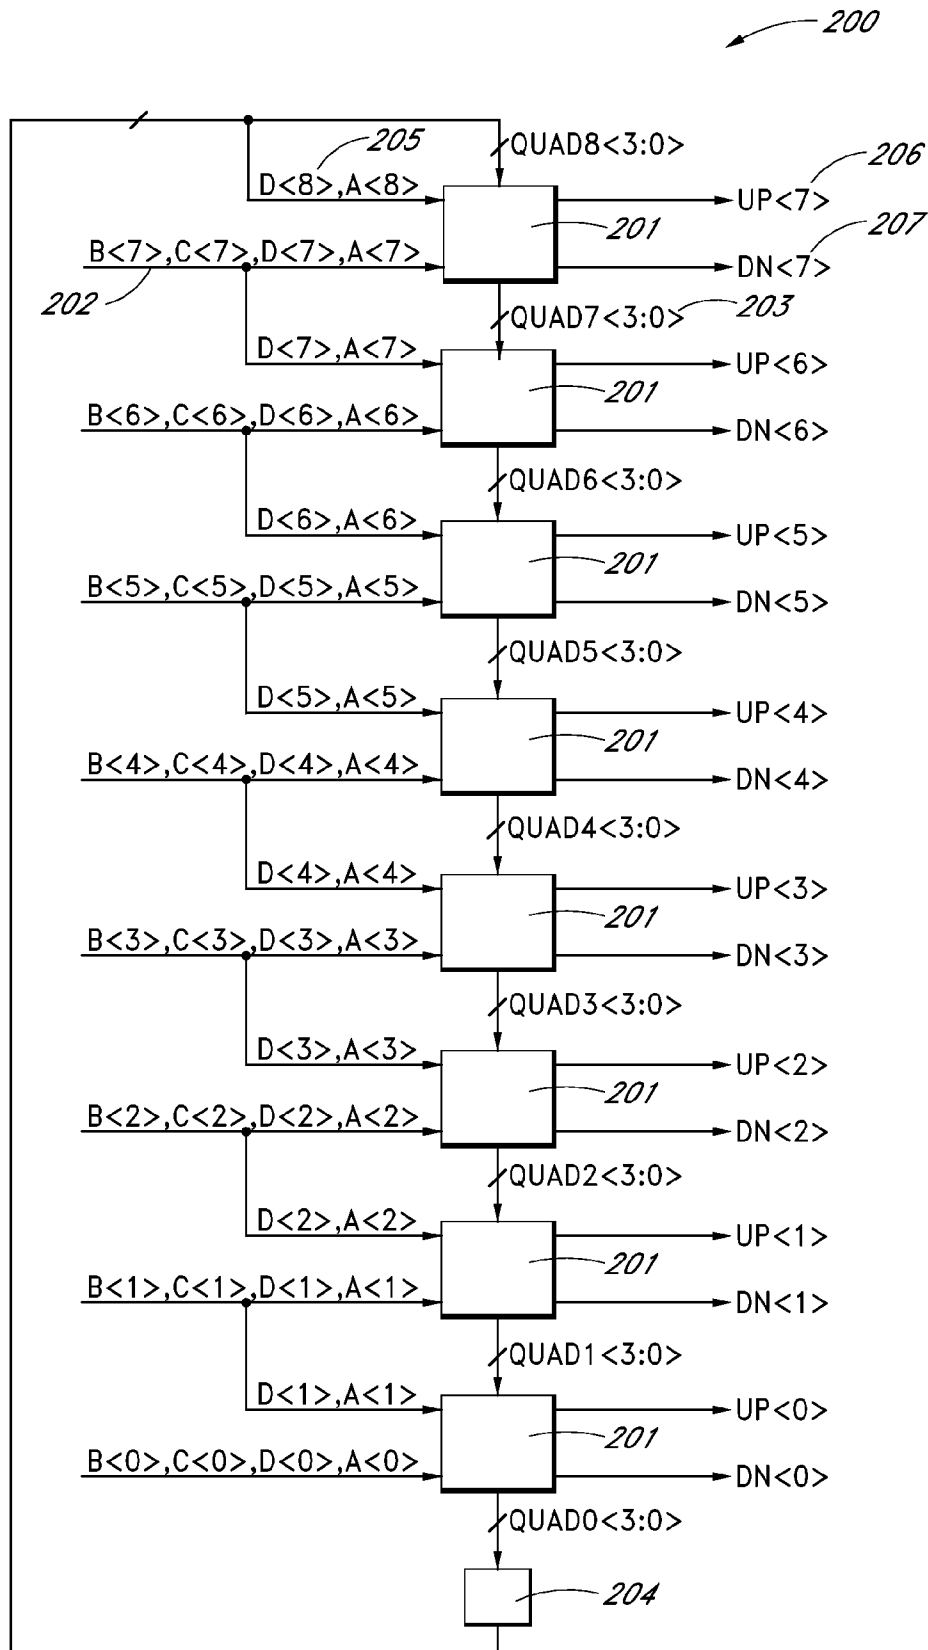 200
205
QUAD8<3:0>
206
D<8>,A<8>
UP<7>
201
207
B<7>,C<7>,D<7>,A<7>
DN<7>
202
QUAD7<3:0>
203
D<7>,A<7>
UP<6>
201
B<6>,C<6>,D<6>,A<6>
DN<6>
QUAD6<3:0>
D<6>,A<6>
UP<5>
201
B<5>,C<5>,D<5>,A<5>
DN<5>
QUAD5<3:0>
D<5>,A<5>
UP<4>
201
B<4>,C<4>,D<4>,A<4>
DN<4>
QUAD4<3:0>
D<4>,A<4>
UP<3>
201
B<3>,C<3>,D<3>,A<3>
DN<3>
QUAD3<3:0>
D<3>,A<3>
UP<2>
201
B<2>,C<2>,D<2>,A<2>
DN<2>
QUAD2<3:0>
D<2>,A<2>
UP<1>
201
B<1>,C<1>,D<1>,A<1>
DN<1>
QUAD1<3:0>
D<1>,A<1>
UP<0>
201
B<0>,C<0>,D<0>,A<0>
DN<0>
QUAD0<3:0>
204